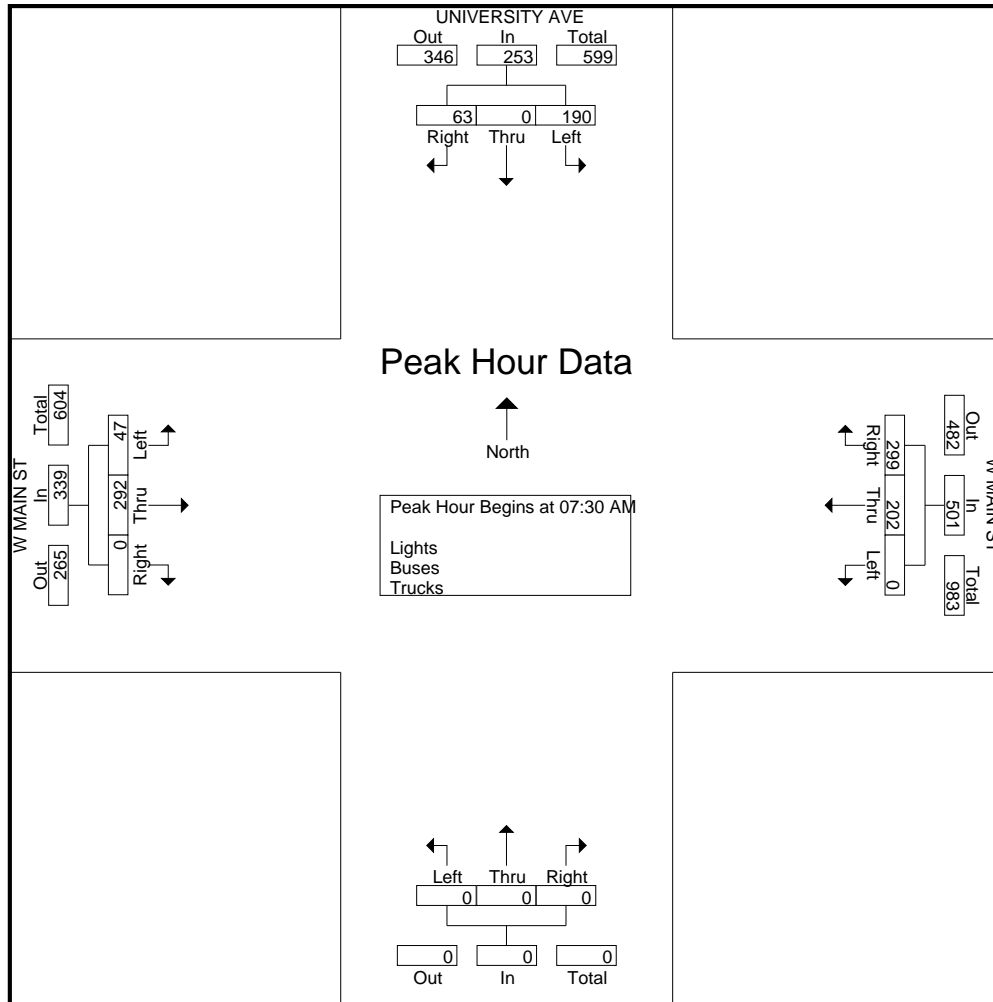 UNIVERSITY AVE
Out In Total
346 253 599
63 0 190
Right Thru Left
Peak Hour Data
North
Peak Hour Begins at 07:30 AM
Lights
Buses
Trucks
W MAIN ST
Total In Out
604 339 265
47 292 0
Left Thru Right
W MAIN ST
Out In Total
482 501 983
299 202 0
Right Thru Left
Left Thru Right
0 0 0
0 0 0
Out In Total